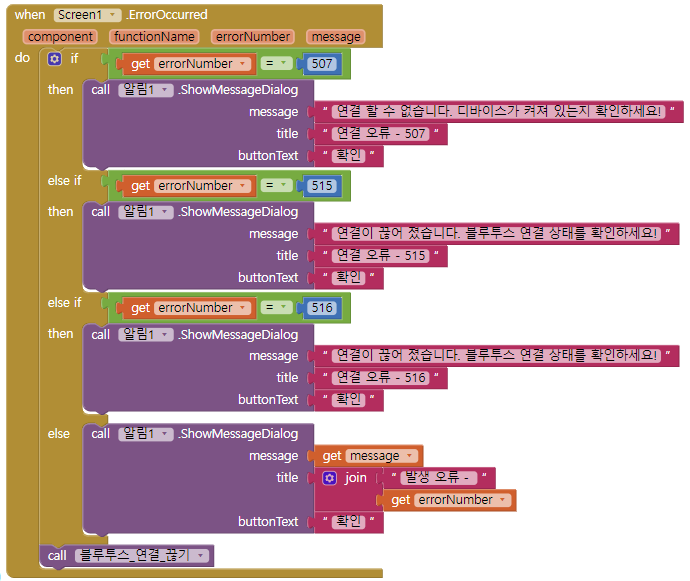 when Screen1 .ErrorOccurred
component functionName errorNumber message
do if get errorNumber = 507
then call 알림1 .ShowMessageDialog
message " 연결 할 수 없습니다. 디바이스가 켜져 있는지 확인하세요! "
title " 연결 오류 - 507 "
buttonText " 확인 "
else if get errorNumber = 515
then call 알림1 .ShowMessageDialog
message " 연결이 끊어 졌습니다. 블루투스 연결 상태를 확인하세요! "
title " 연결 오류 - 515 "
buttonText " 확인 "
else if get errorNumber = 516
then call 알림1 .ShowMessageDialog
message " 연결이 끊어 졌습니다. 블루투스 연결 상태를 확인하세요! "
title " 연결 오류 - 516 "
buttonText " 확인 "
else call 알림1 .ShowMessageDialog
message get message
title join " 발생 오류 - "
get errorNumber
buttonText " 확인 "
call 블루투스_연결_끊기